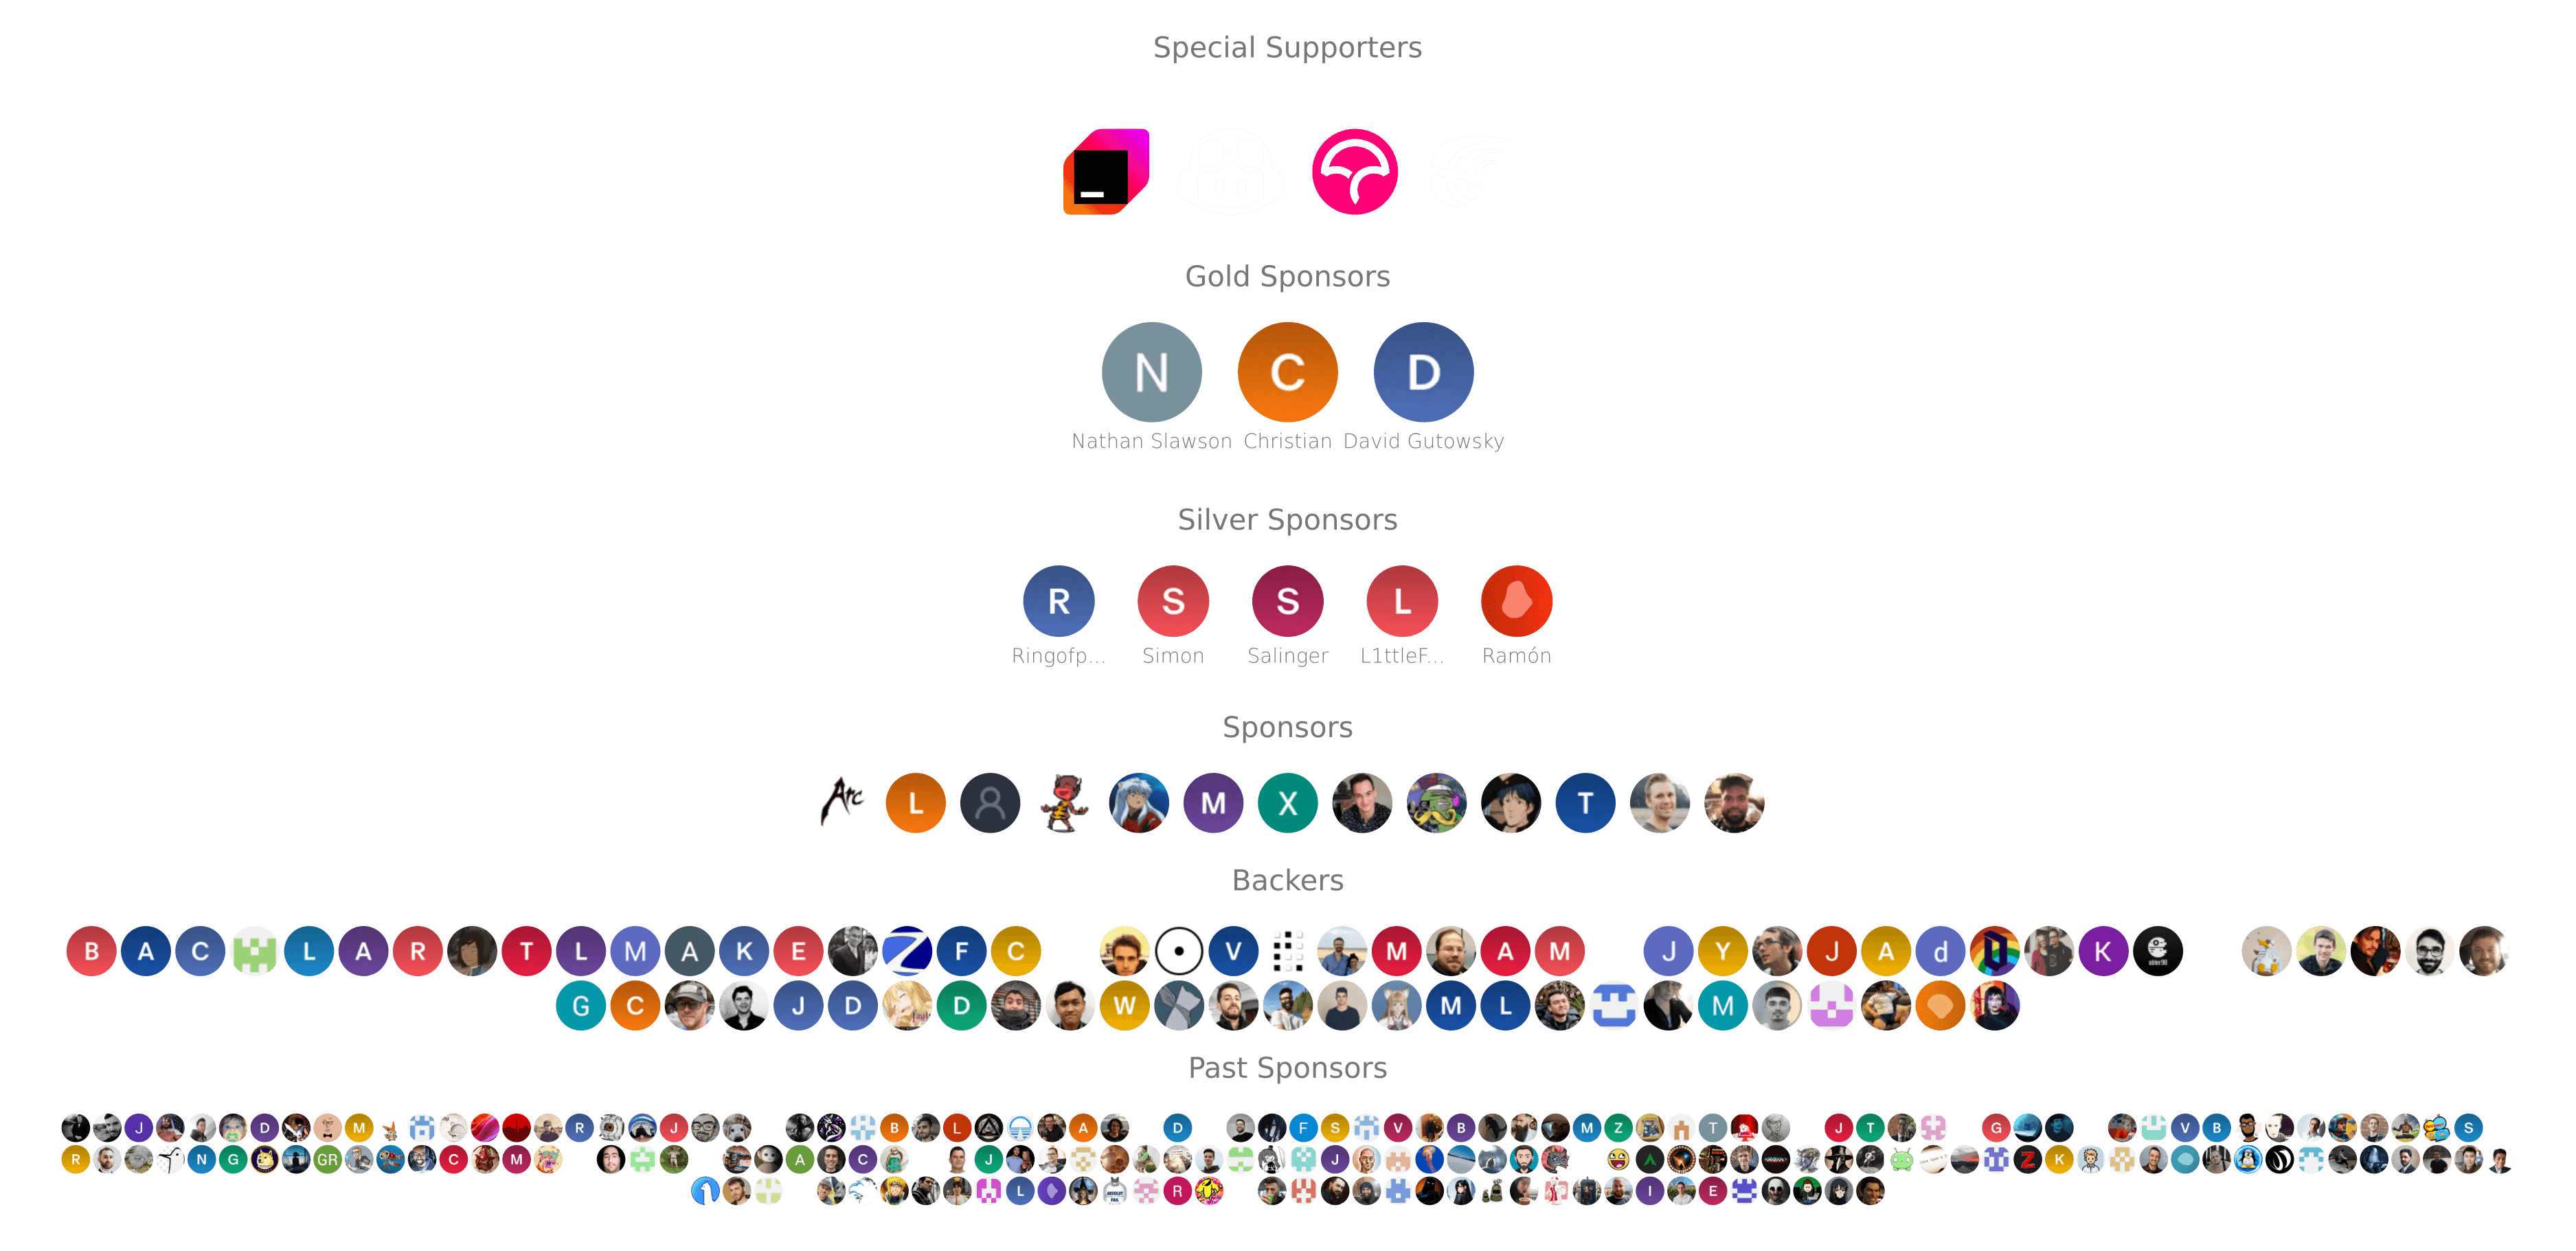 Special Supporters
Gold Sponsors
N C D
Nathan Slawson Christian David Gutowsky
Silver Sponsors
R S S L
Ringofp... Simon Salinger L1ttleF... Ramón
Sponsors
Arc L M X T
Backers
B A C L A R T L M A K E Z F C V M A M J Y J A d K
G C J D D W M L M
Past Sponsors
J D M R J B L A D F S V B M Z T J T G V B S
R N G GR C M A C J J A Z K
L R I E